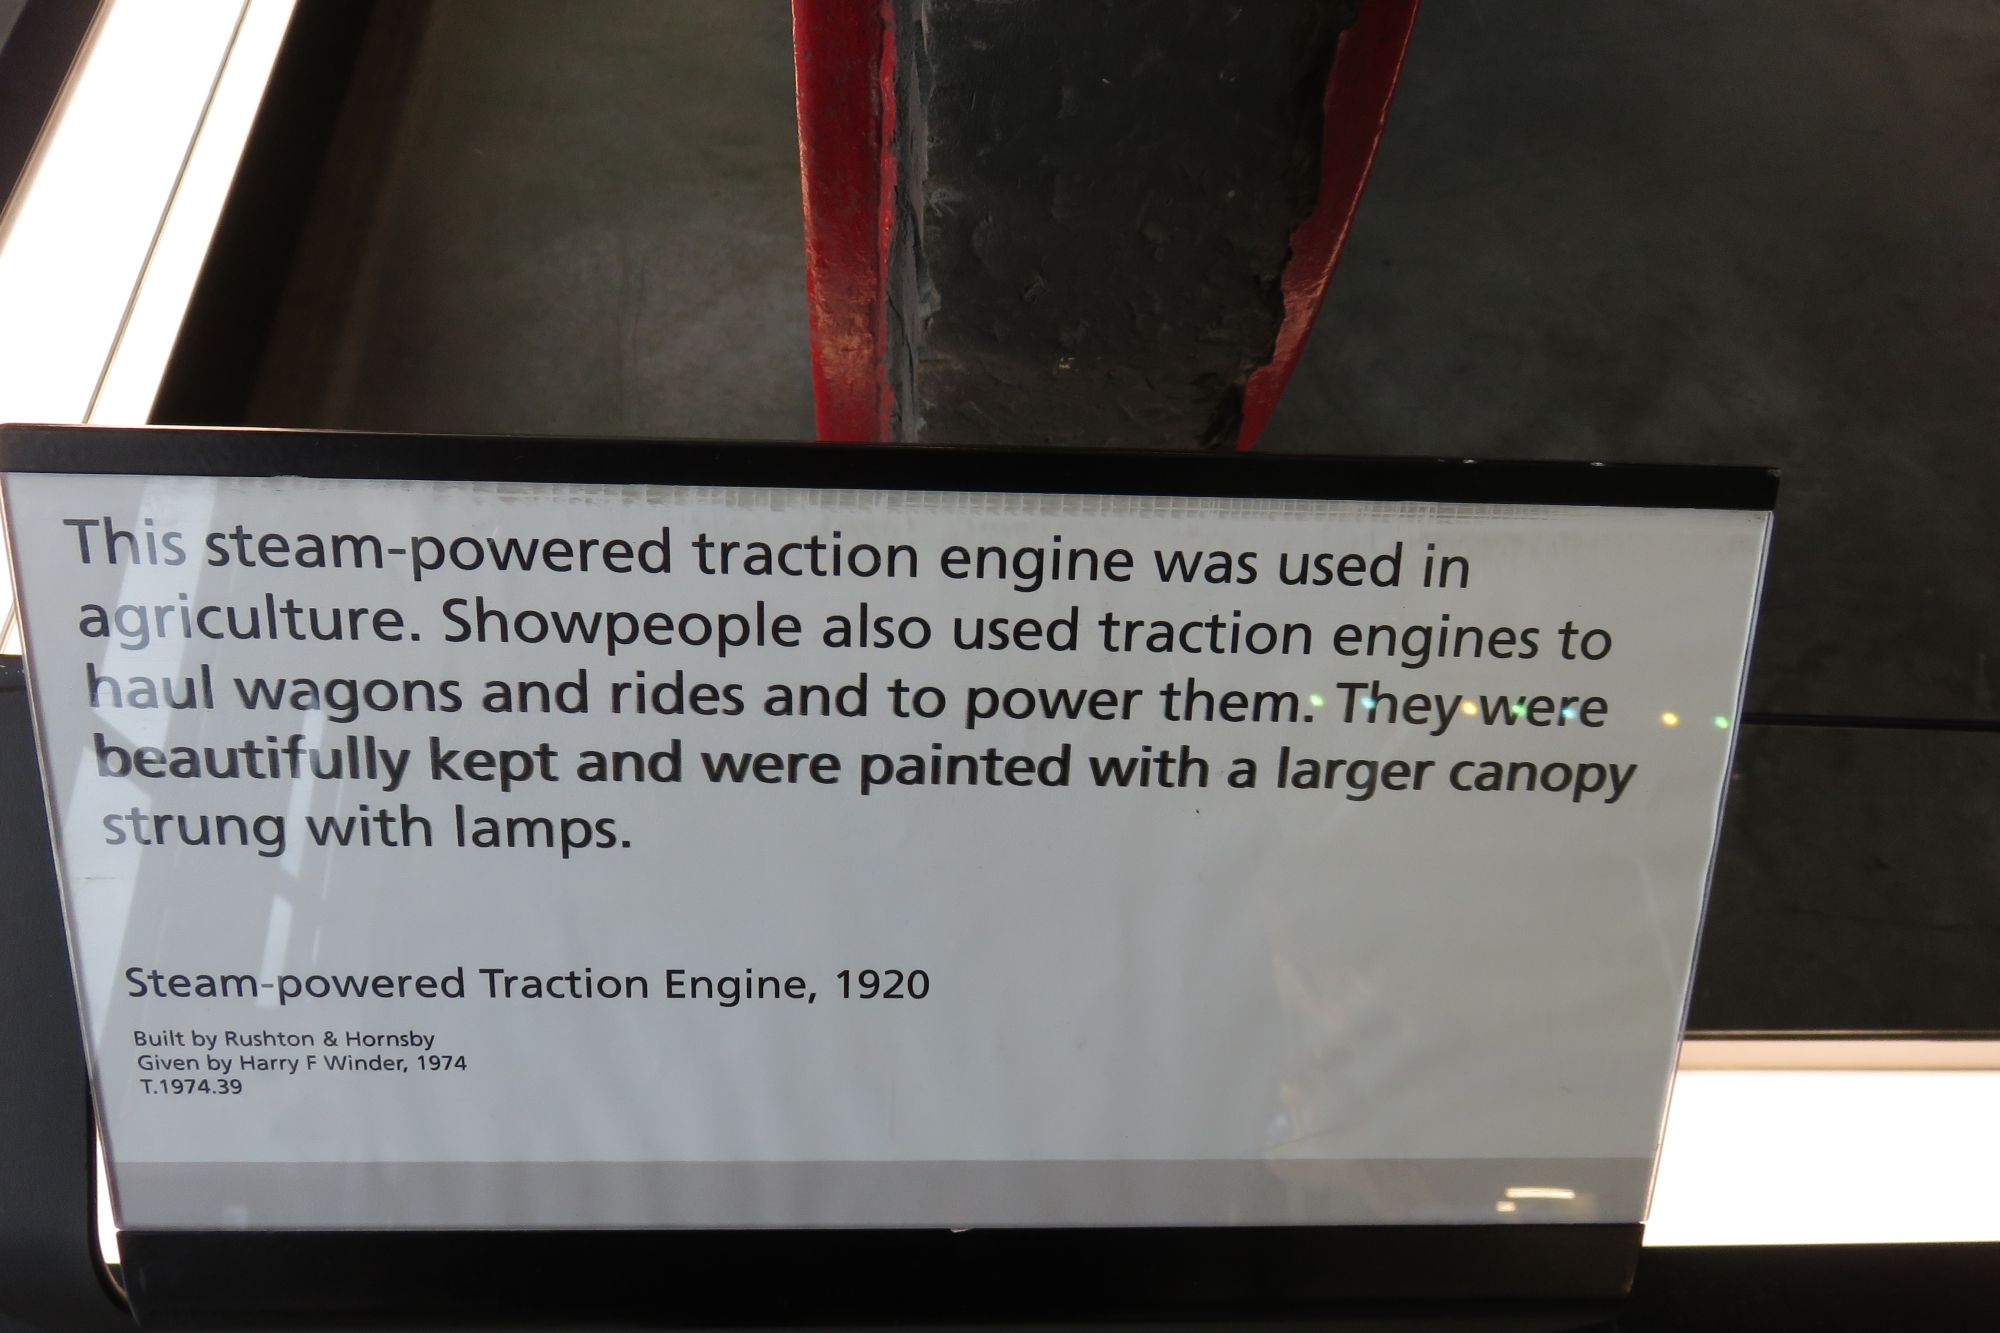 This steam-powered traction engine was used in
agriculture. Showpeople also used traction engines to
haul wagons and rides and to power them. They were
beautifully kept and were painted with a larger canopy
strung with lamps.
Steam-powered Traction Engine, 1920
Built by Rushton & Hornsby
Given by Harry F Winder, 1974
T.1974.39